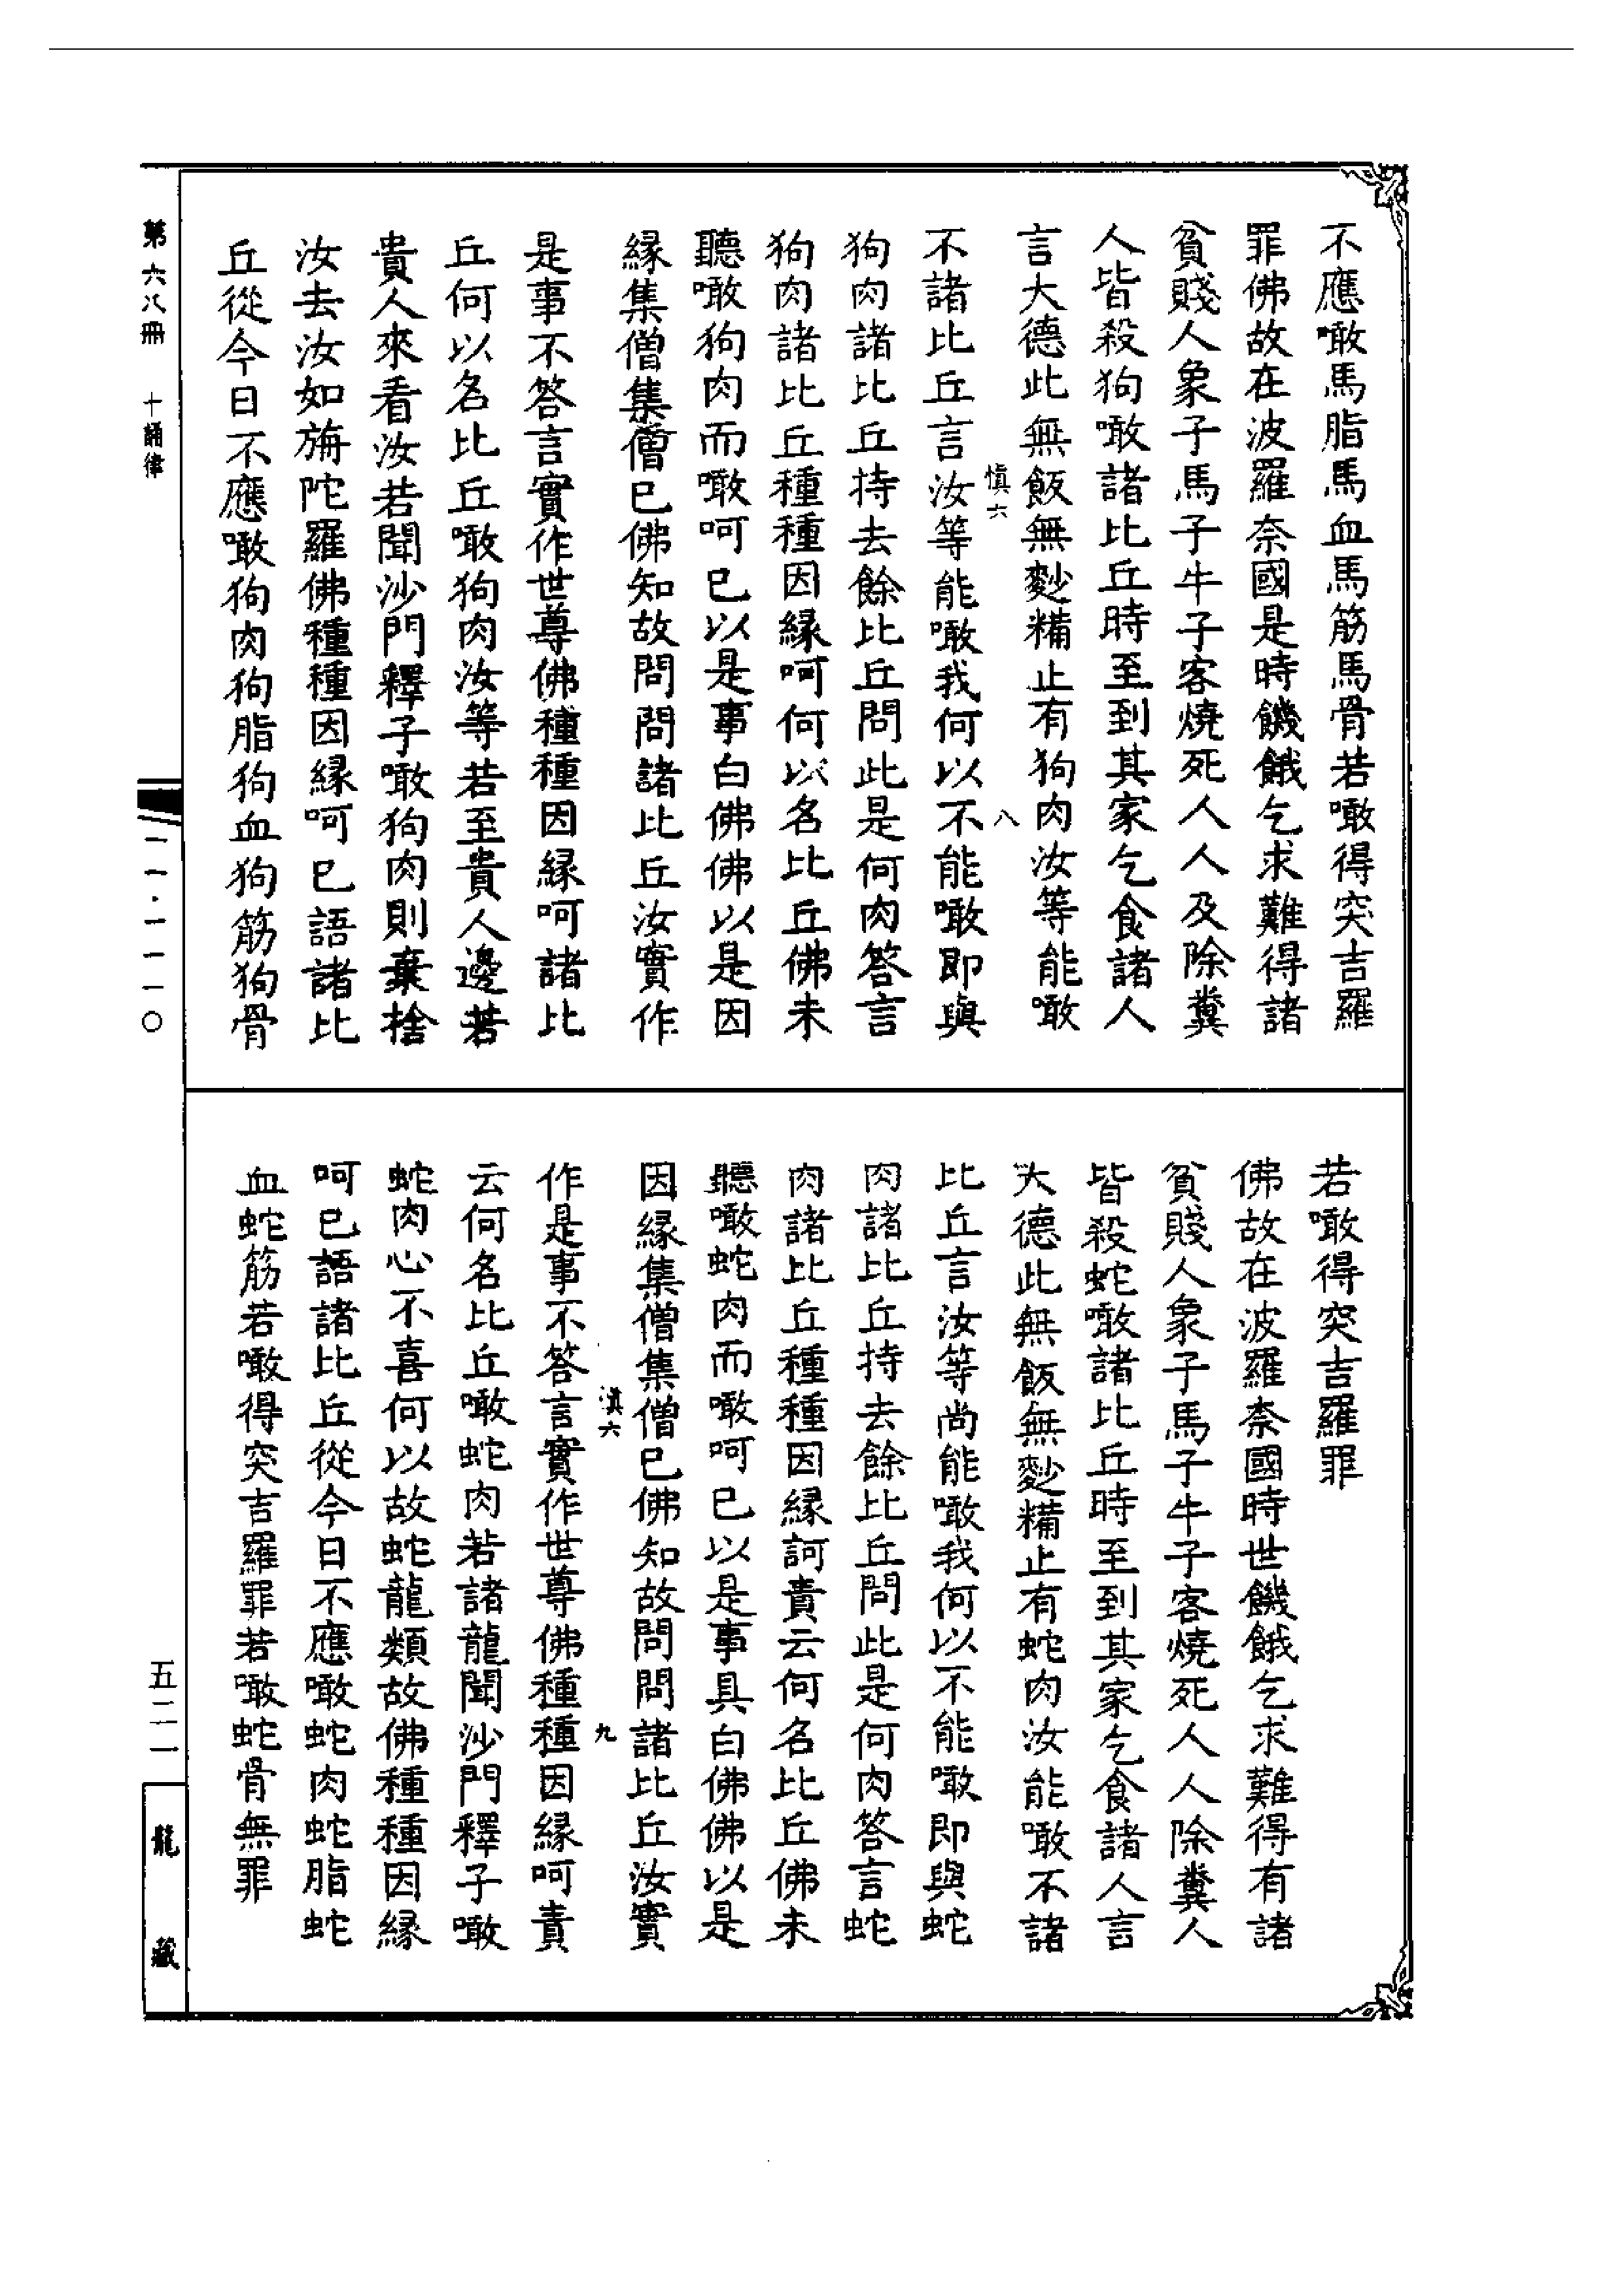 不應噉馬脂馬血馬筋馬骨若噉得突吉羅
罪佛故在波羅奈國是時饑餓乞求難得諸
貧賤人象子馬子牛子客燒死人人及除糞
人皆殺狗噉諸比丘時至到其家乞食諸人
言大德此無飯無麨糒止有狗肉汝等能噉
慎六
八
不諸比丘言汝等能噉我何以不能噉即與
狗肉諸比丘持去餘比丘問此是何肉答言
狗肉諸比丘種種因緣呵何以名比丘佛未
聽噉狗肉而噉呵已以是事白佛佛以是因
緣集僧集僧已佛知故問問諸比丘汝實作
是事不答言實作世尊佛種種因緣呵諸比
丘何以名比丘噉狗肉汝等若至貴人邊若
貴人來看汝若聞沙門釋子噉狗肉則棄捨
汝去汝如旃陀羅佛種種因緣呵已語諸比
丘從今日不應噉狗肉狗脂狗血狗筋狗骨
若噉得突吉羅罪
佛故在波羅柰國時世饑餓乞求難得有諸
貧賤人象子馬子牛子客燒死人人除糞人
皆殺蛇噉諸比丘時至到其家乞食諸人言
大德此無飯無麨糒止有蛇肉汝能噉不諸
比丘言汝等尚能噉我何以不能噉即與蛇
肉諸比丘持去餘比丘問此是何肉答言蛇
肉諸比丘種種因緣訶責云何名比丘佛未
聽噉蛇肉而噉呵已以是事具白佛佛以是
因緣集僧集僧已佛知故問問諸比丘汝實
慎六
九
作是事不答言實作世尊佛種種因緣呵責
云何名比丘噉蛇肉若諸龍聞沙門釋子噉
蛇肉心不喜何以故蛇龍類故佛種種因緣
呵已語諸比丘從今日不應噉蛇肉蛇脂蛇
血蛇筋若噉得突吉羅罪若噉蛇骨無罪
第六八冊
十誦律
一一·一一一〇
五二一
龍藏